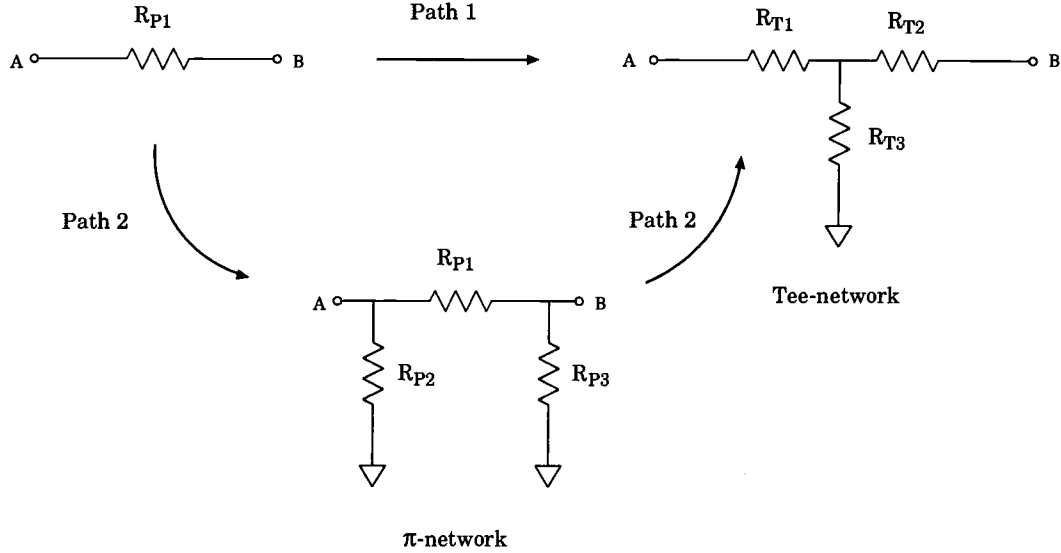 R_P1
Path 1
R_T1
R_T2
A
B
A
B
R_T3
Path 2
Path 2
R_P1
Tee-network
A
B
R_P2
R_P3
π-network